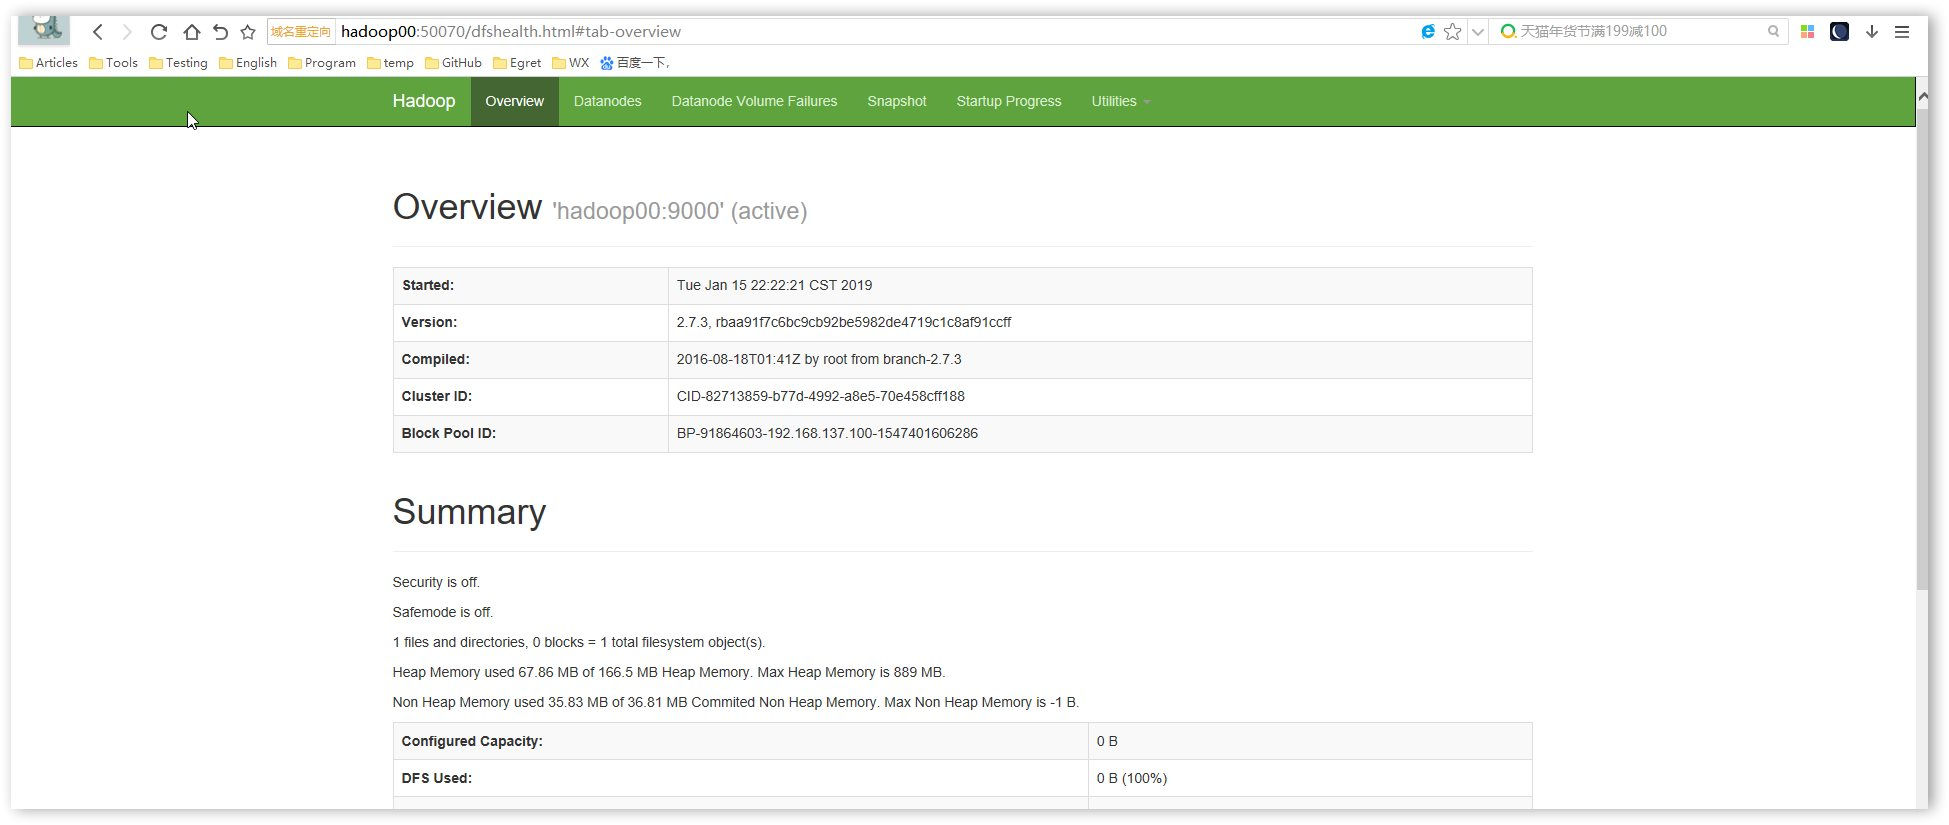 域名重定向 hadoop00:50070/dfshealth.html#tab-overview 天猫年货节满199减100
Articles Tools Testing English Program temp GitHub Egret WX 百度一下,
Hadoop Overview Datanodes Datanode Volume Failures Snapshot Startup Progress Utilities
Overview 'hadoop00:9000' (active)
Started: Tue Jan 15 22:22:21 CST 2019
Version: 2.7.3, rbaa91f7c6bc9cb92be5982de4719c1c8af91ccff
Compiled: 2016-08-18T01:41Z by root from branch-2.7.3
Cluster ID: CID-82713859-b77d-4992-a8e5-70e458cff188
Block Pool ID: BP-91864603-192.168.137.100-1547401606286
Summary
Security is off.
Safemode is off.
1 files and directories, 0 blocks = 1 total filesystem object(s).
Heap Memory used 67.86 MB of 166.5 MB Heap Memory. Max Heap Memory is 889 MB.
Non Heap Memory used 35.83 MB of 36.81 MB Commited Non Heap Memory. Max Non Heap Memory is -1 B.
Configured Capacity: 0 B
DFS Used: 0 B (100%)